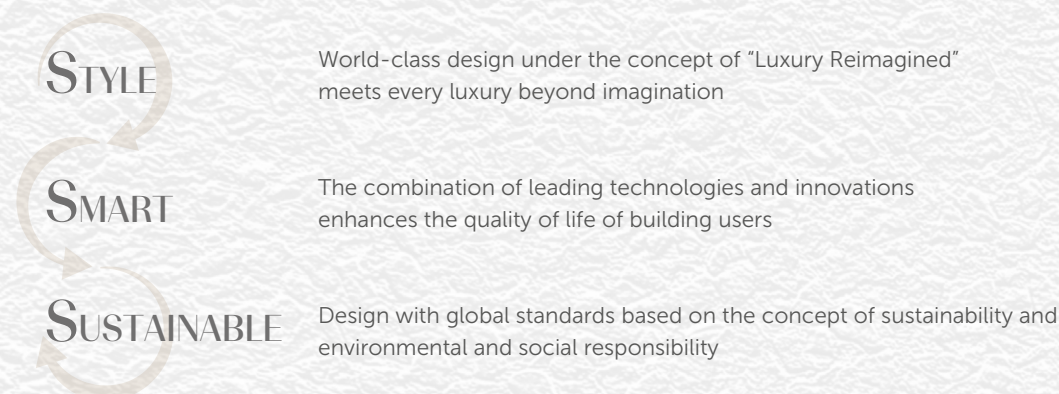 STYLE
World-class design under the concept of “Luxury Reimagined”
meets every luxury beyond imagination
SMART
The combination of leading technologies and innovations
enhances the quality of life of building users
SUSTAINABLE
Design with global standards based on the concept of sustainability and
environmental and social responsibility